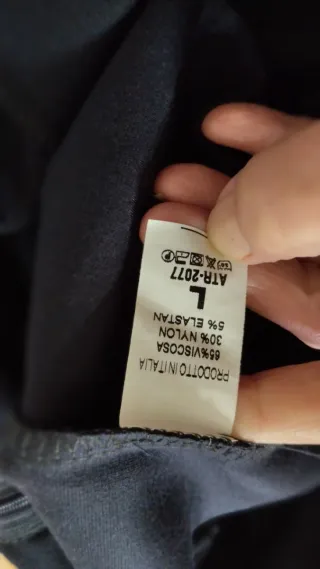 PRODOTTO IN ITALIA
65% VISCOSA
30% NYLON
5% ELASTAN
L
ATR-2077